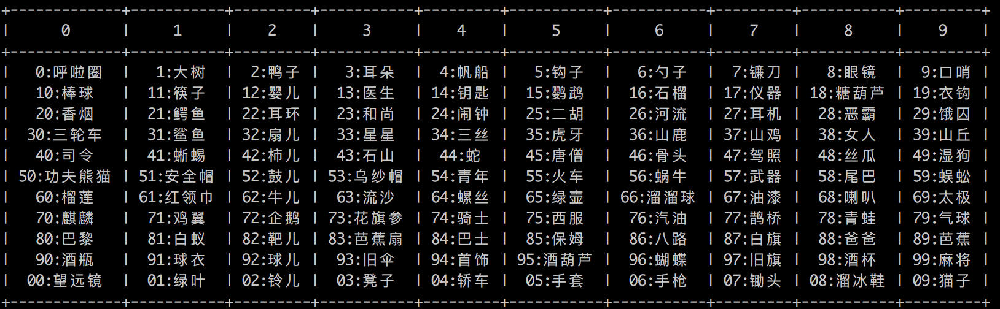 +-------------+-----------+---------+-----------+---------+-----------+-----------+---------+-----------+---------+
| 0 | 1 | 2 | 3 | 4 | 5 | 6 | 7 | 8 | 9 |
+-------------+-----------+---------+-----------+---------+-----------+-----------+---------+-----------+---------+
| 0:呼啦圈 | 1:大树 | 2:鸭子 | 3:耳朵 | 4:帆船 | 5:钩子 | 6:勺子 | 7:镰刀 | 8:眼镜 | 9:口哨 |
| 10:棒球 | 11:筷子 | 12:婴儿 | 13:医生 | 14:钥匙 | 15:鹦鹉 | 16:石榴 | 17:仪器 | 18:糖葫芦 | 19:衣钩 |
| 20:香烟 | 21:鳄鱼 | 22:耳环 | 23:和尚 | 24:闹钟 | 25:二胡 | 26:河流 | 27:耳机 | 28:恶霸 | 29:饿囚 |
| 30:三轮车 | 31:鲨鱼 | 32:扇儿 | 33:星星 | 34:三丝 | 35:虎牙 | 36:山鹿 | 37:山鸡 | 38:女人 | 39:山丘 |
| 40:司令 | 41:蜥蜴 | 42:柿儿 | 43:石山 | 44:蛇 | 45:唐僧 | 46:骨头 | 47:驾照 | 48:丝瓜 | 49:湿狗 |
| 50:功夫熊猫 | 51:安全帽 | 52:鼓儿 | 53:乌纱帽 | 54:青年 | 55:火车 | 56:蜗牛 | 57:武器 | 58:尾巴 | 59:蜈蚣 |
| 60:榴莲 | 61:红领巾 | 62:牛儿 | 63:流沙 | 64:螺丝 | 65:绿壶 | 66:溜溜球 | 67:油漆 | 68:喇叭 | 69:太极 |
| 70:麒麟 | 71:鸡翼 | 72:企鹅 | 73:花旗参 | 74:骑士 | 75:西服 | 76:汽油 | 77:鹊桥 | 78:青蛙 | 79:气球 |
| 80:巴黎 | 81:白蚁 | 82:靶儿 | 83:芭蕉扇 | 84:巴士 | 85:保姆 | 86:八路 | 87:白旗 | 88:爸爸 | 89:芭蕉 |
| 90:酒瓶 | 91:球衣 | 92:球儿 | 93:旧伞 | 94:首饰 | 95:酒葫芦 | 96:蝴蝶 | 97:旧旗 | 98:酒杯 | 99:麻将 |
| 00:望远镜 | 01:绿叶 | 02:铃儿 | 03:凳子 | 04:轿车 | 05:手套 | 06:手枪 | 07:锄头 | 08:溜冰鞋 | 09:猫子 |
+-------------+-----------+---------+-----------+---------+-----------+-----------+---------+-----------+---------+